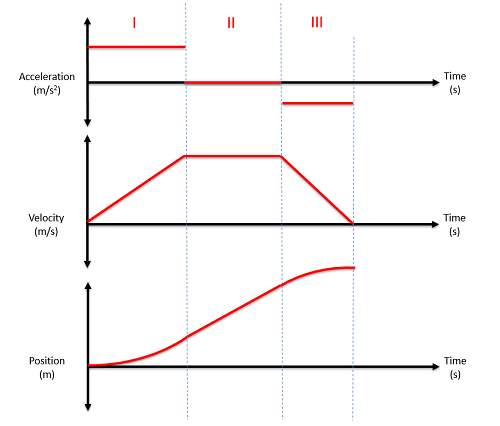 I II III
Acceleration
(m/s²)
Time
(s)
Velocity
(m/s)
Time
(s)
Position
(m)
Time
(s)